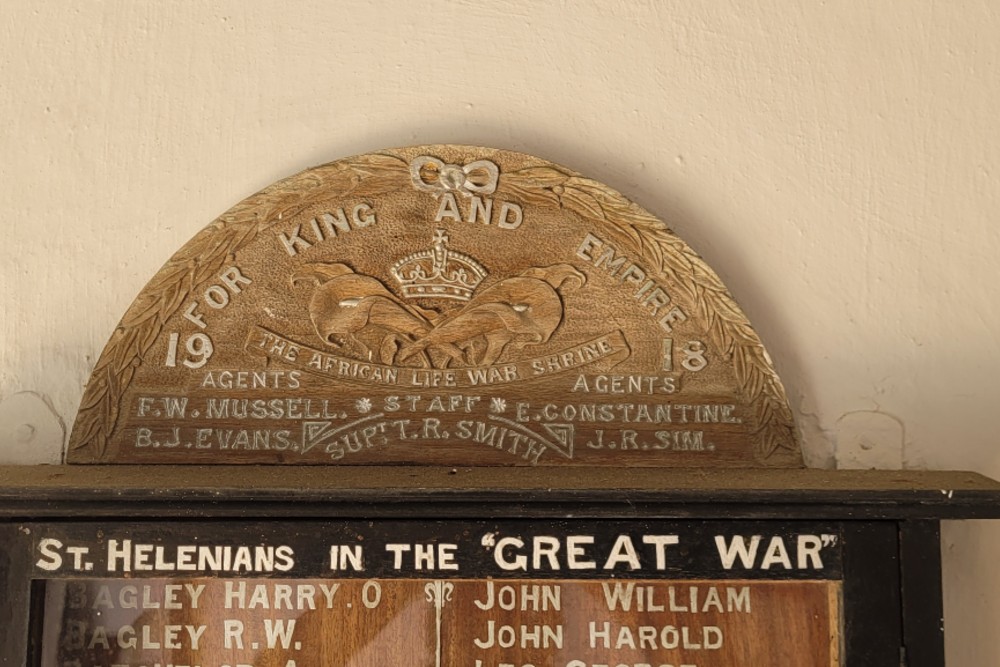 FOR KING AND EMPIRE
19 18
THE AFRICAN LIFE WAR SHRINE
AGENTS AGENTS
F.W. MUSSELL. * STAFF * E. CONSTANTINE.
B.J. EVANS. SUPT T.R. SMITH J.R. SIM.
ST. HELENIANS IN THE "GREAT WAR"
BAGLEY HARRY. O JOHN WILLIAM
BAGLEY R.W. JOHN HAROLD